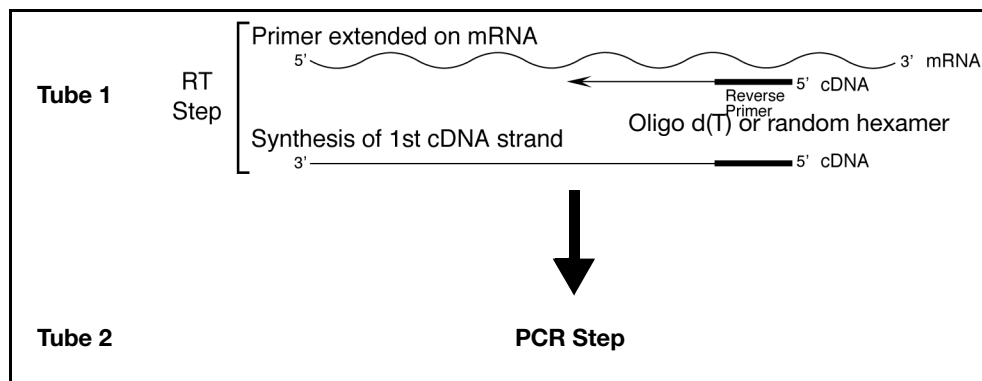 Primer extended on mRNA
5’ 3’ mRNA
Tube 1 RT Step
5’ cDNA
Reverse Primer
Oligo d(T) or random hexamer
Synthesis of 1st cDNA strand
3’ 5’ cDNA
Tube 2 PCR Step